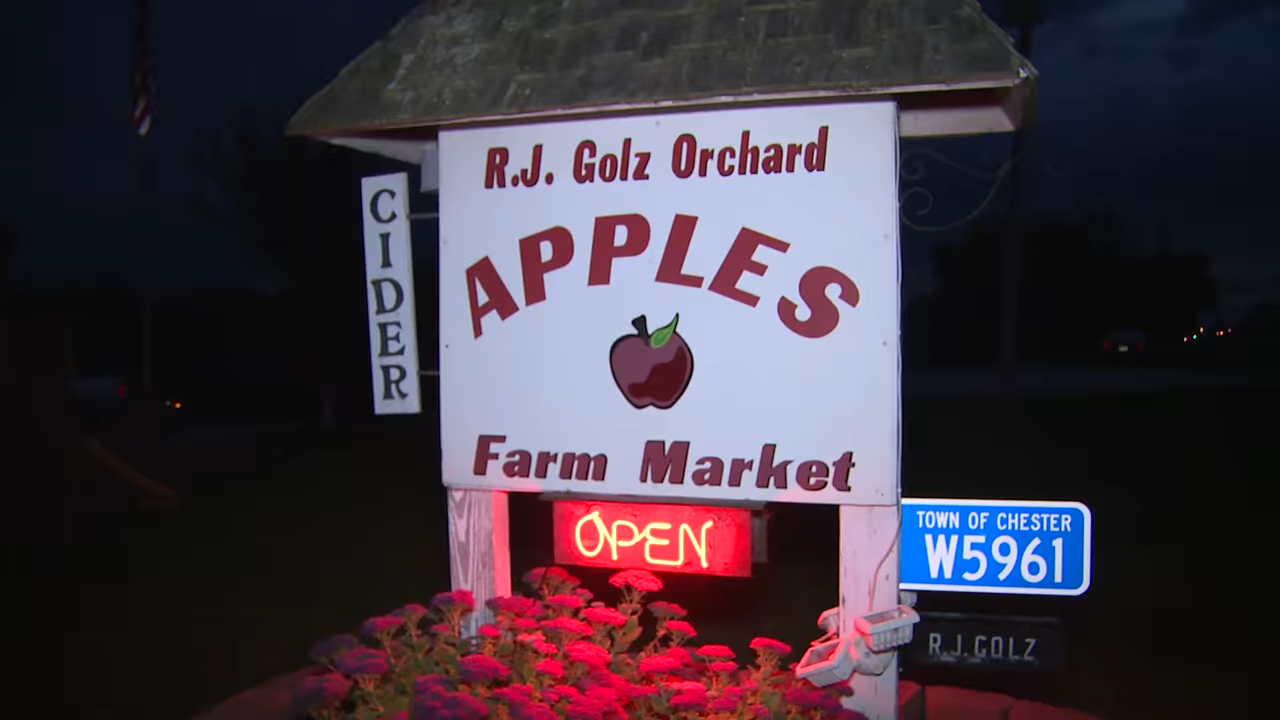 R.J. Golz Orchard
CIDER
APPLES
Farm Market
OPEN
TOWN OF CHESTER
W5961
R.J.GOLZ